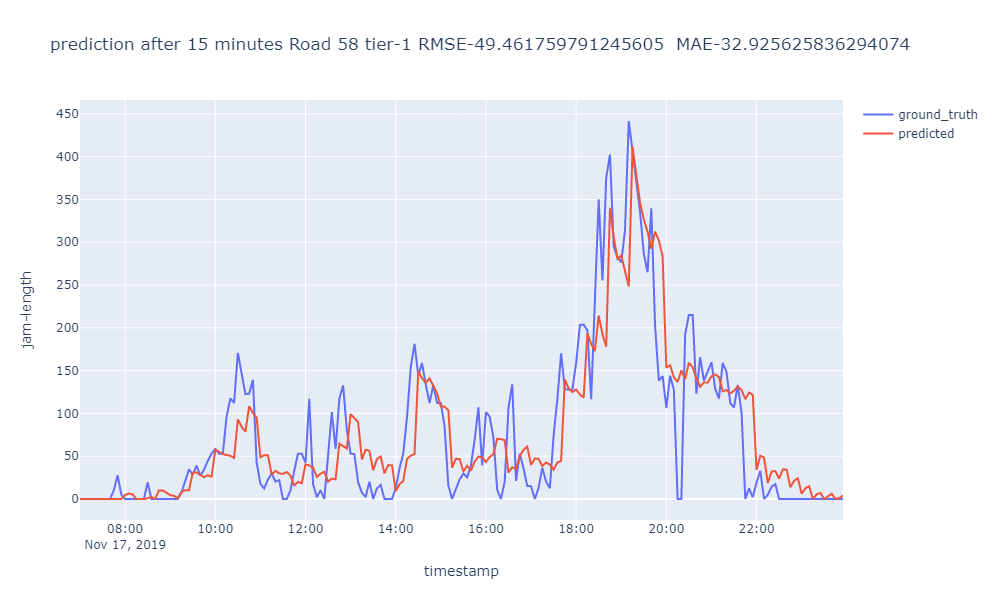 prediction after 15 minutes Road 58 tier-1 RMSE-49.461759791245605  MAE-32.925625836294074
ground_truth
predicted
450
400
350
300
250
200
150
100
50
0
jam-length
08:00 10:00 12:00 14:00 16:00 18:00 20:00 22:00
Nov 17, 2019
timestamp